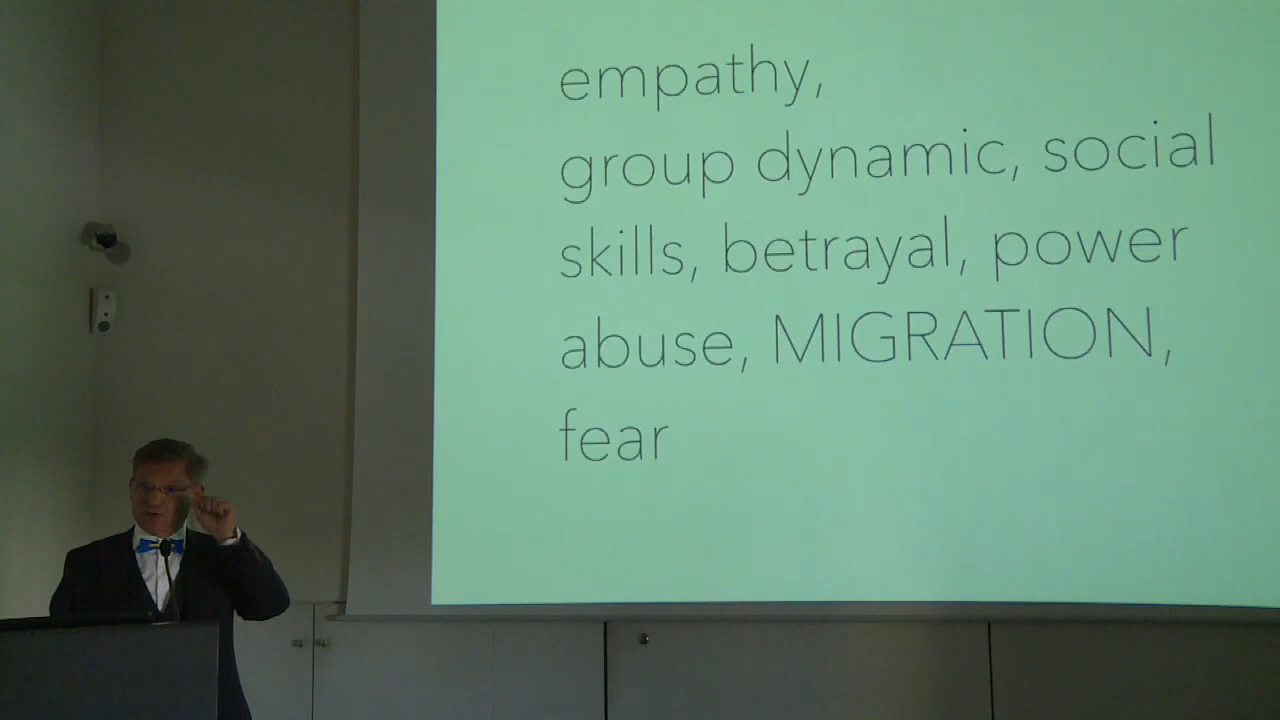 empathy,
group dynamic, social
skills, betrayal, power
abuse, MIGRATION,
fear